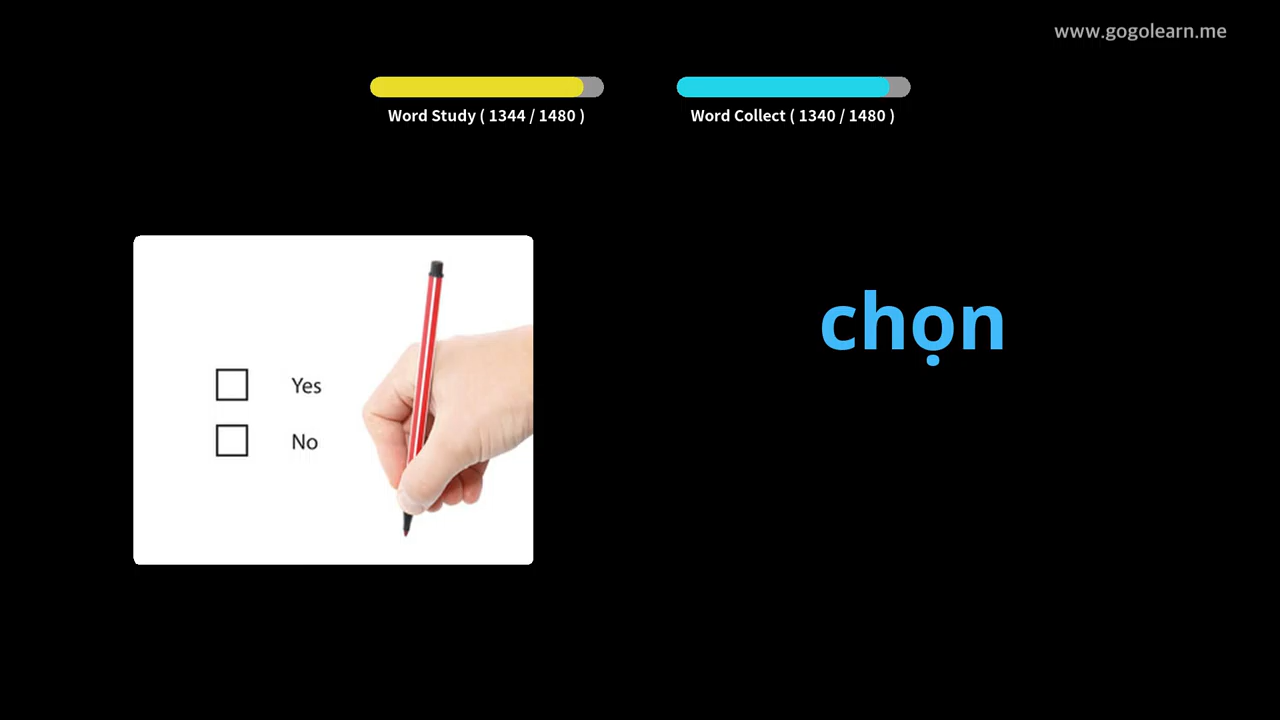 www.gogolearn.me
Word Study ( 1344 / 1480 )
Word Collect ( 1340 / 1480 )
Yes
No
chọn